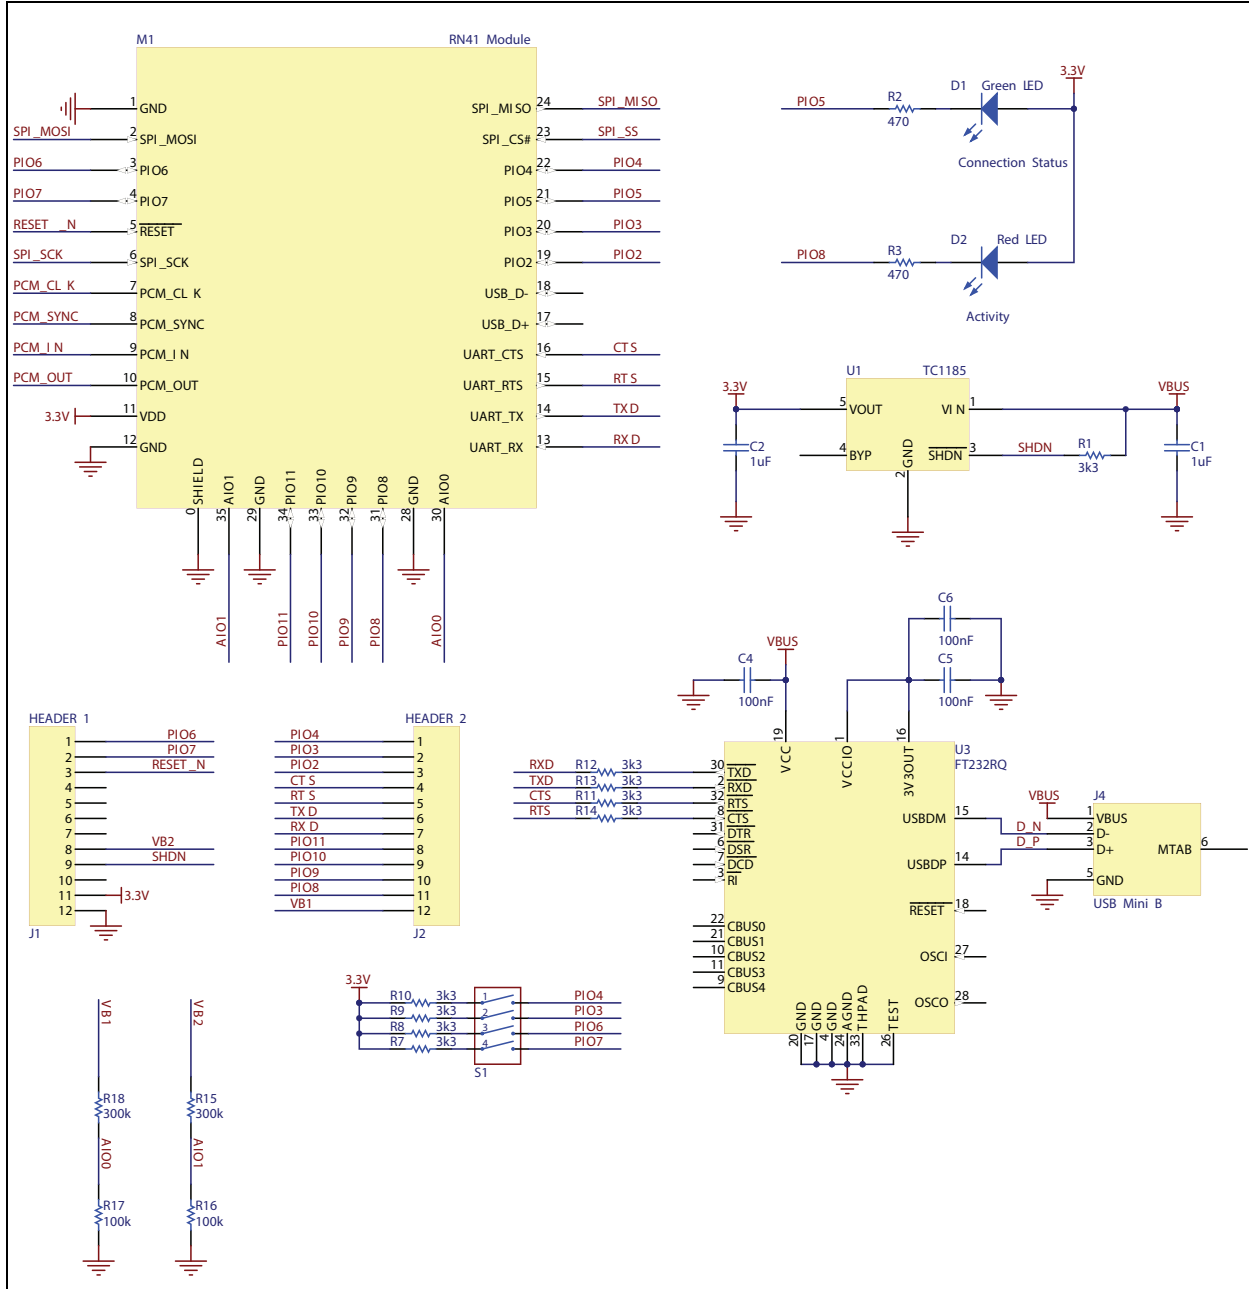 M1 RN41 Module
1 GND
SPI_MOSI 2 SPI_MOSI
PIO6 3 PIO6
PIO7 4 PIO7
RESET _N 5 RESET
SPI_SCK 6 SPI_SCK
PCM_CL K 7 PCM_CL K
PCM_SYNC 8 PCM_SYNC
PCM_I N 9 PCM_I N
PCM_OUT 10 PCM_OUT
3.3V 11 VDD
12 GND
SPI_MISO 24 SPI_MISO
SPI_CS# 23 SPI_SS
PIO4 22 PIO4
PIO5 21 PIO5
PIO3 20 PIO3
PIO2 19 PIO2
USB_D- 18
USB_D+ 17
UART_CTS 16 CTS
UART_RTS 15 RTS
UART_TX 14 TXD
UART_RX 13 RXD
0 SHIELD
35 AIO1 AIO1
29 GND
34 PIO11 PIO11
33 PIO10 PIO10
32 PIO9 PIO9
31 PIO8 PIO8
28 GND
30 AIO0 AIO0
3.3V
PIO5 R2 470 D1 Green LED
Connection Status
PIO8 R3 470 D2 Red LED
Activity
U1 TC1185
3.3V 5 VOUT VIN 1 VBUS
4 BYP SHDN 3 SHDN R1 3k3
2 GND
C2 1uF
C1 1uF
HEADER 1
1 PIO6
2 PIO7
3 RESET_N
4
5
6
7
8 VB2
9 SHDN
10
11 3.3V
12
J1
HEADER 2
PIO4 1
PIO3 2
PIO2 3
CTS 4
RTS 5
TXD 6
RXD 7
PIO11 8
PIO10 9
PIO9 10
PIO8 11
VB1 12
J2
C6
100nF
VBUS
C4
100nF
C5
100nF
19 VCC
1 VCCIO
16 3V3OUT
U3
FT232RQ
RXD R12 3k3 30 TXD
TXD R13 3k3 2 RXD
CTS R11 3k3 32 RTS
RTS R14 3k3 8 CTS
31 DTR
6 DSR
7 DCD
3 RI
22 CBUS0
21 CBUS1
10 CBUS2
11 CBUS3
9 CBUS4
USBDM 15 D_N
USBDP 14 D_P
RESET 18
OSCI 27
OSCO 28
20 GND
17 GND
4 GND
24 AGND
33 THPAD
26 TEST
VBUS J4
1 VBUS
2 D-
3 D+
5 GND
MTAB 6
USB Mini B
3.3V
R10 3k3 1 PIO4
R9 3k3 2 PIO3
R8 3k3 3 PIO6
R7 3k3 4 PIO7
S1
VB1
R18
300k
AIO0
R17
100k
VB2
R15
300k
AIO1
R16
100k